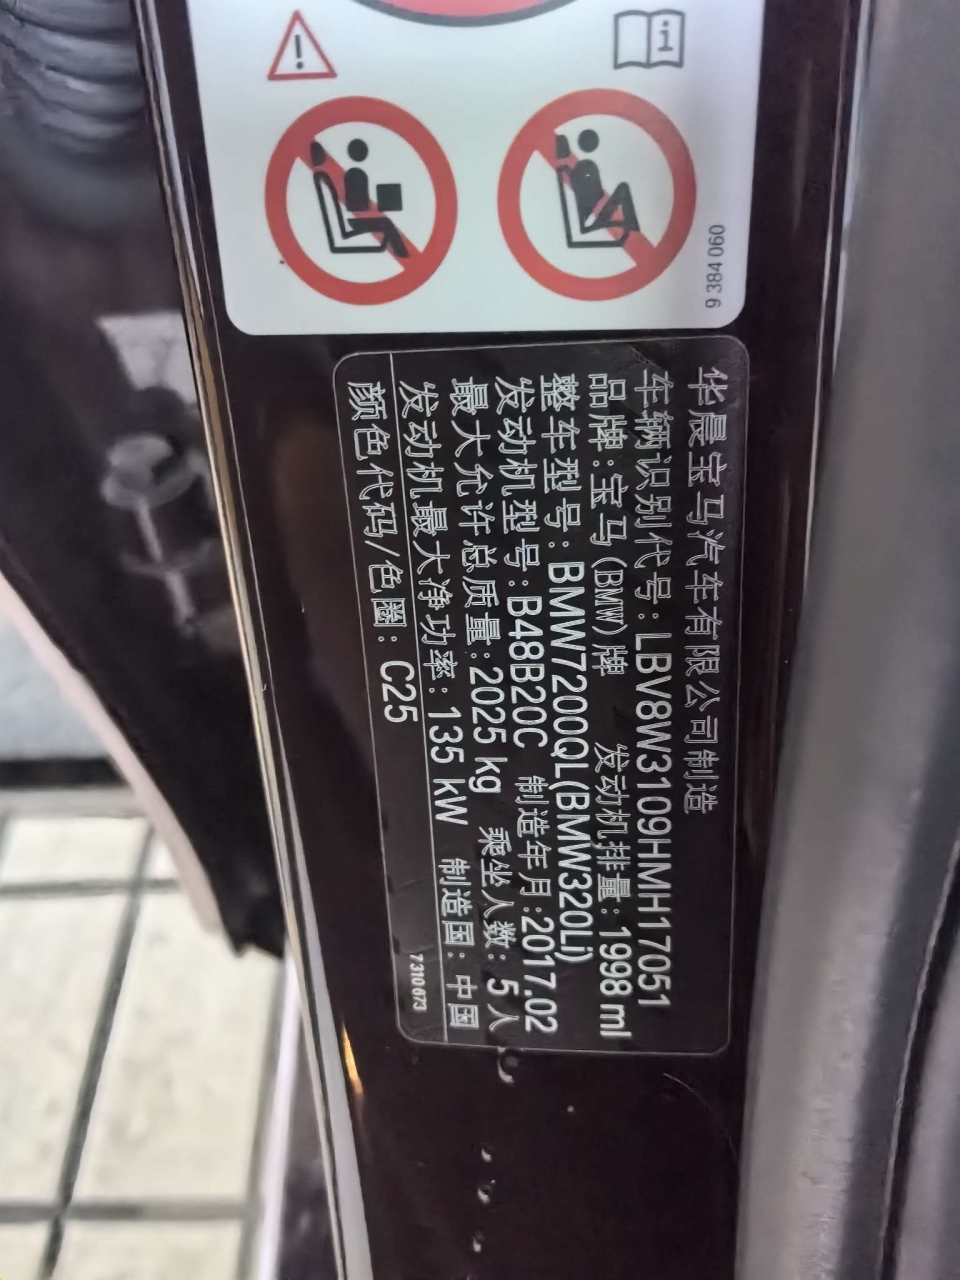 9 384 060
华晨宝马汽车有限公司制造
车辆识别代号:LBV8W3109HMH17051
品牌:宝马(BMW)牌 发动机排量:1998 ml
整车型号:BMW7200QL(BMW320Li)
发动机型号:B48B20C 制造年月:2017.02
最大允许总质量:2025 kg 乘坐人数:5人
发动机最大净功率:135 kW 制造国:中国
颜色代码/色圈:C25
7 310 673